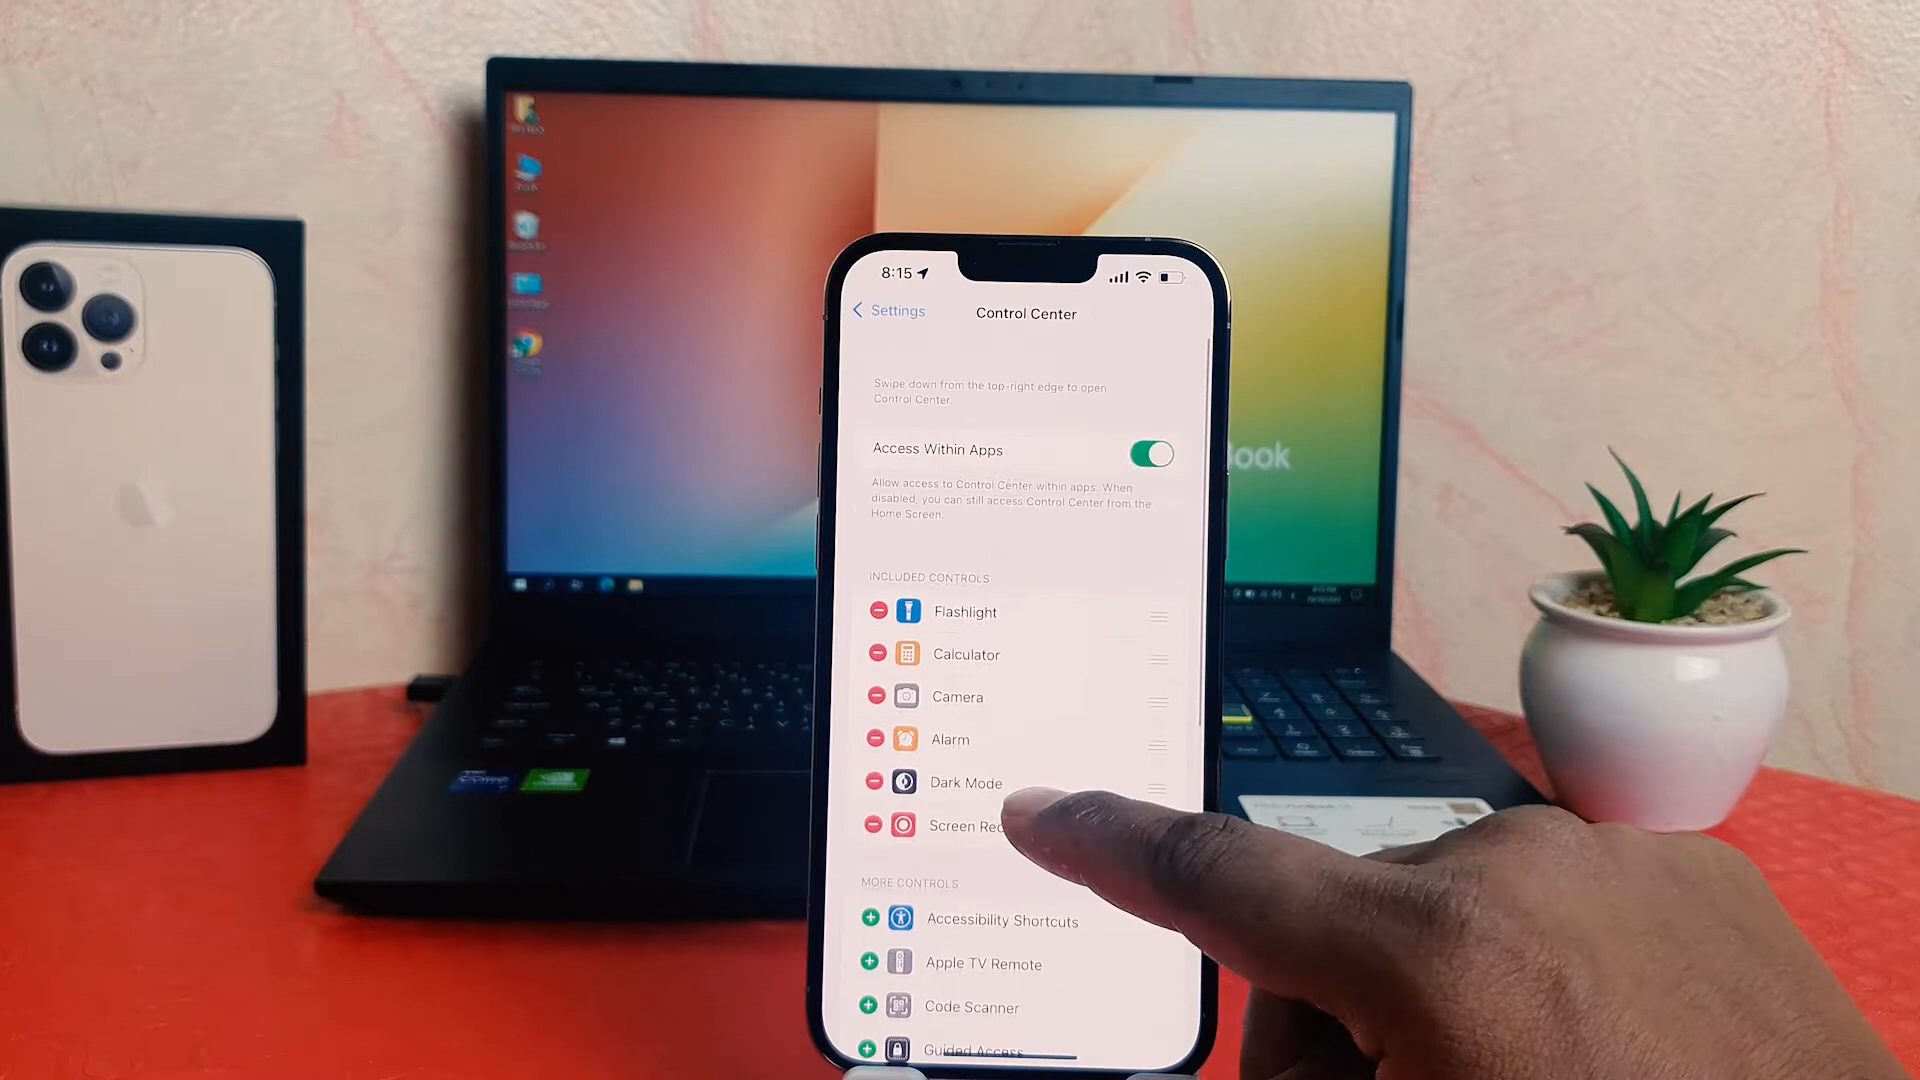 8:15
Settings
Control Center
Swipe down from the top-right edge to open
Control Center.
Access Within Apps
Allow access to Control Center within apps. When
disabled, you can still access Control Center from the
Home Screen.
INCLUDED CONTROLS
Flashlight
Calculator
Camera
Alarm
Dark Mode
Screen Rec
MORE CONTROLS
Accessibility Shortcuts
Apple TV Remote
Code Scanner
Guided Access
Book